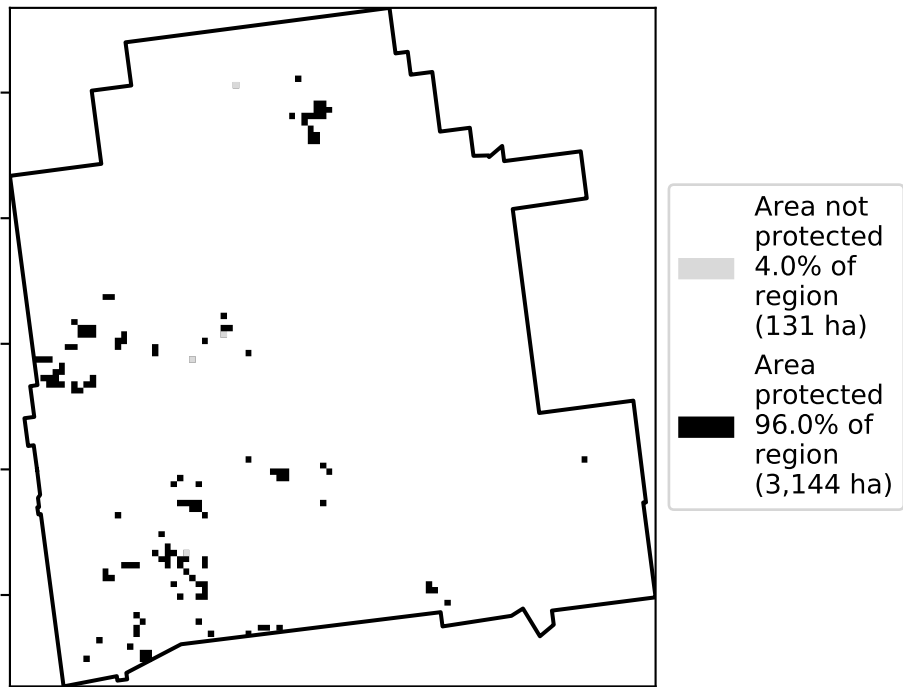 Area not
protected
4.0% of
region
(131 ha)
Area
protected
96.0% of
region
(3,144 ha)